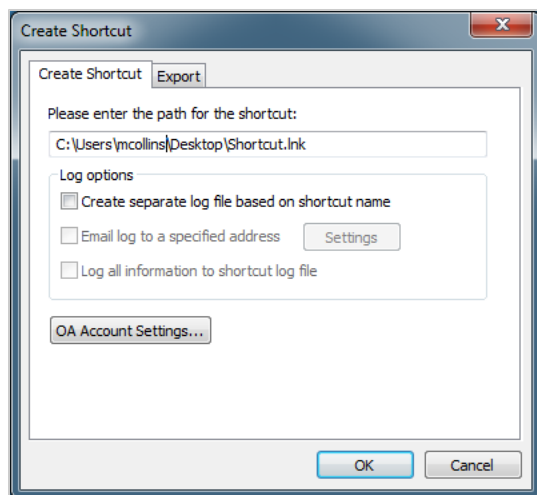 Create Shortcut
Create Shortcut Export
Please enter the path for the shortcut:
C:\Users\mcollins\Desktop\Shortcut.lnk
Log options
Create separate log file based on shortcut name
Email log to a specified address Settings
Log all information to shortcut log file
OA Account Settings...
OK Cancel